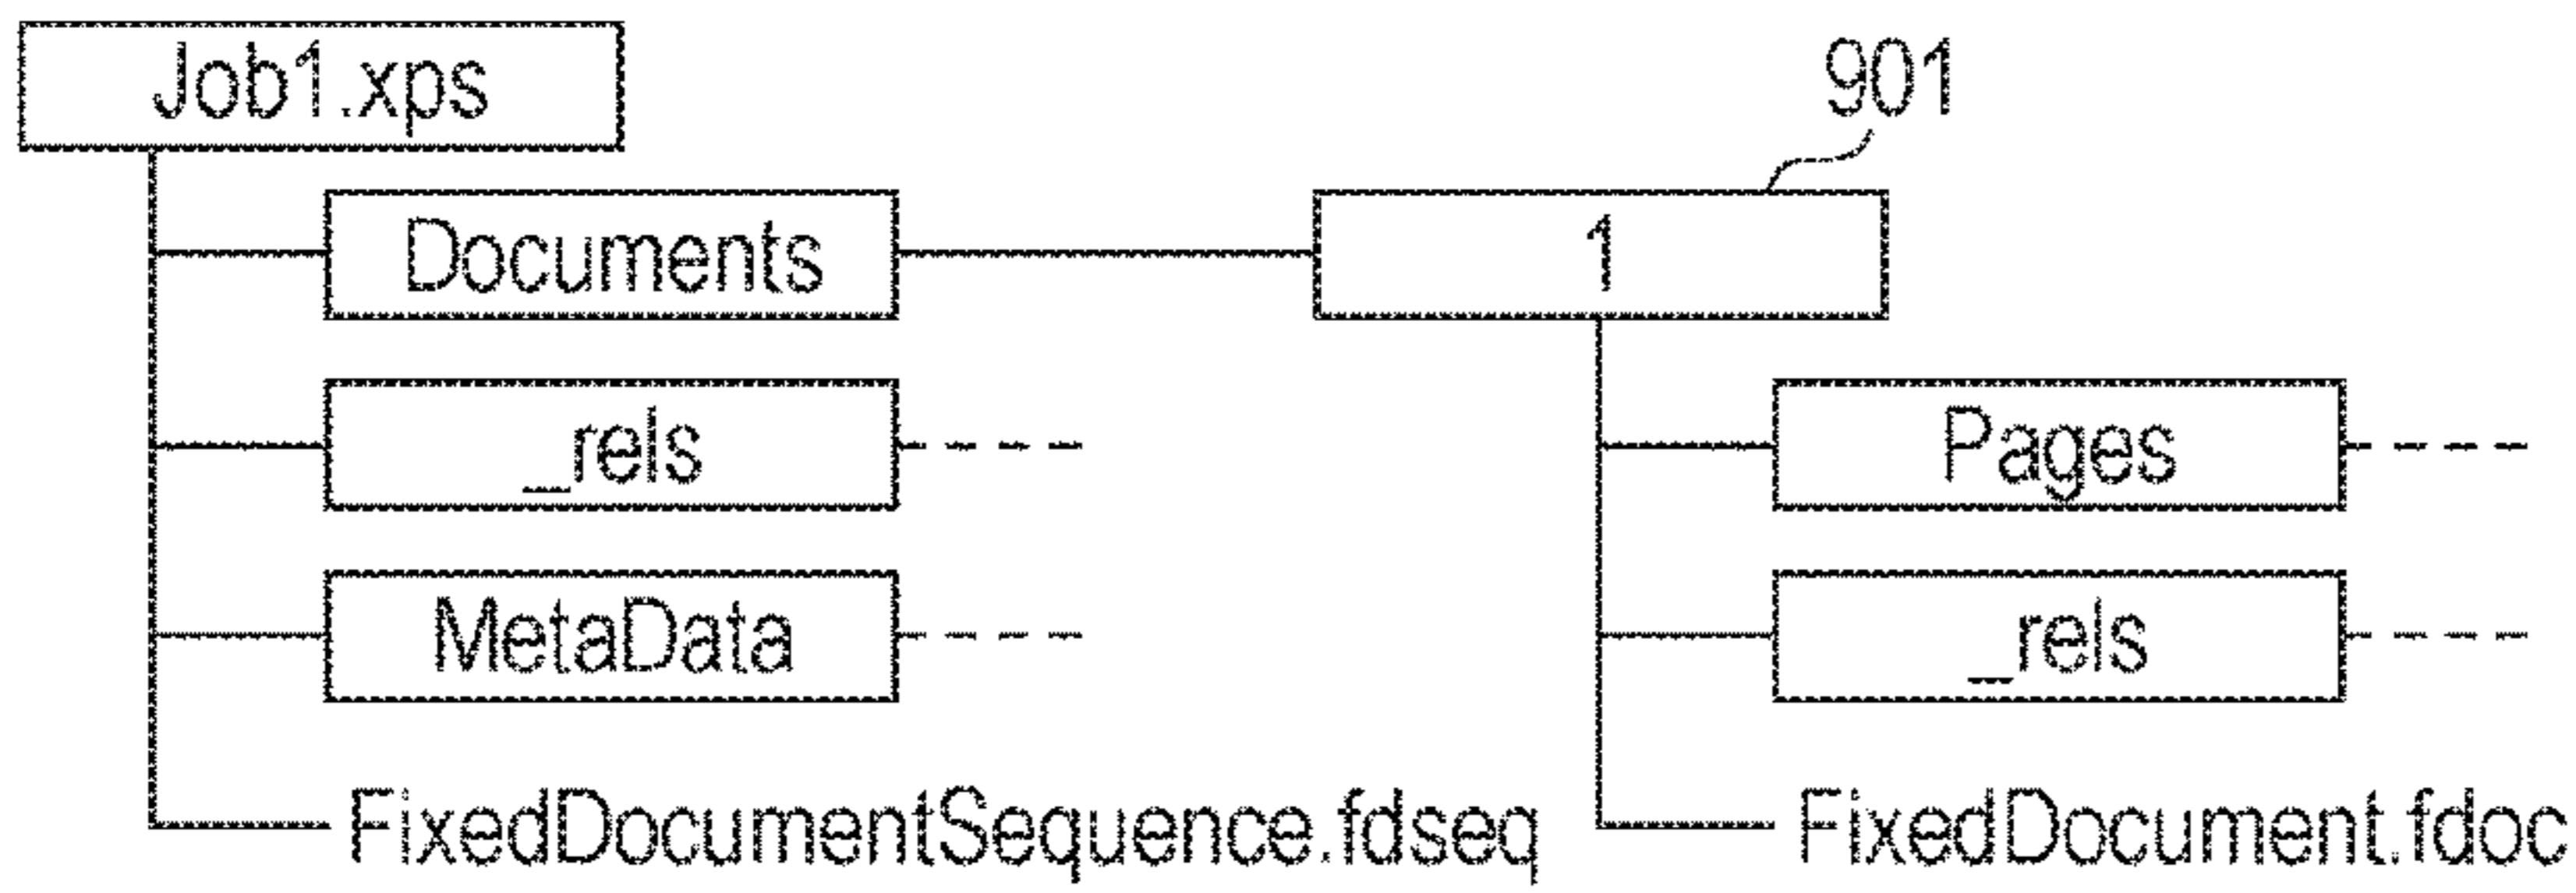 Job1.xps
901
Documents
1
_rels
Pages
MetaData
_rels
FixedDocumentSequence.fdseq
FixedDocument.fdoc